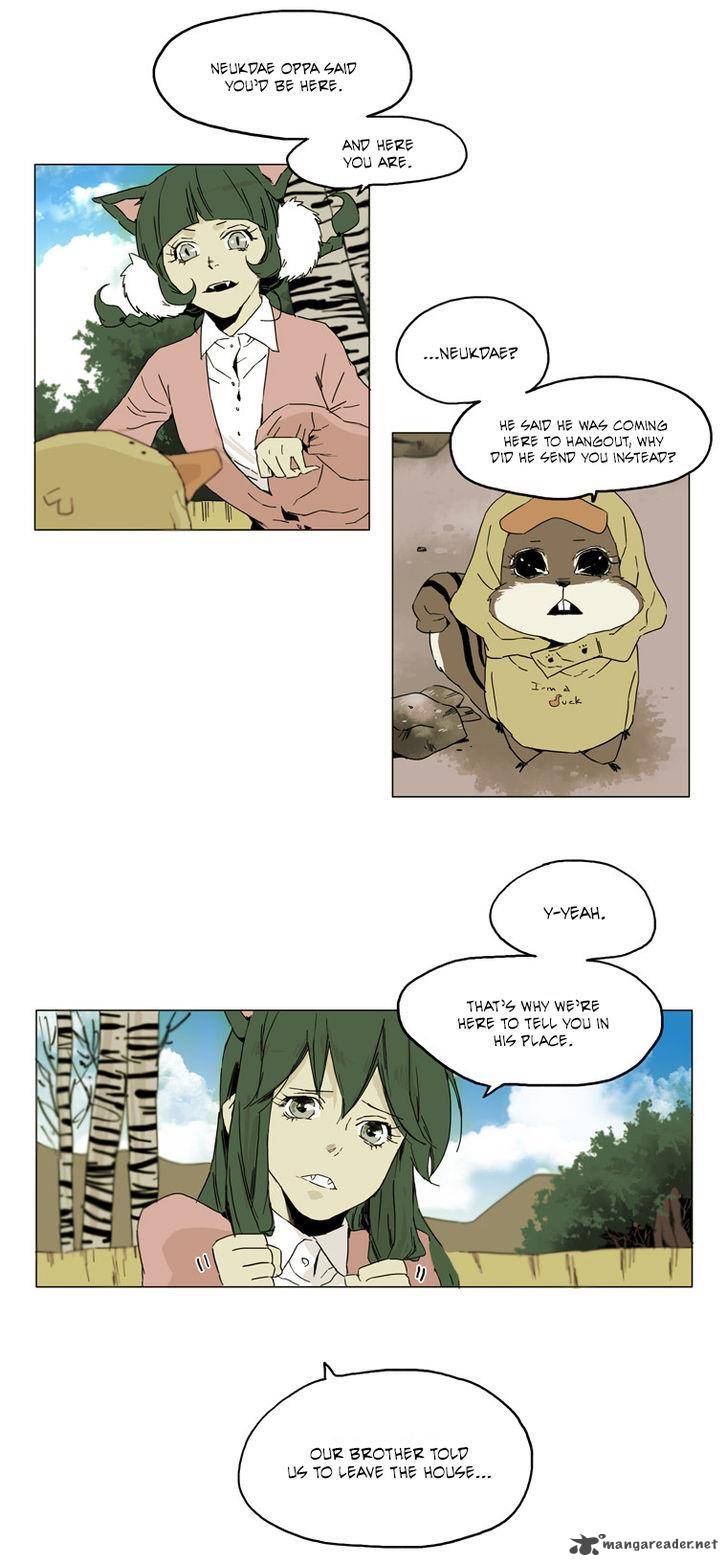 NEUKDAE OPPA SAID
YOU'D BE HERE.
AND HERE
YOU ARE.
...NEUKDAE?
HE SAID HE WAS COMING
HERE TO HANGOUT, WHY
DID HE SEND YOU INSTEAD?
I'm a
Duck
Y-YEAH.
THAT'S WHY WE'RE
HERE TO TELL YOU IN
HIS PLACE.
OUR BROTHER TOLD
US TO LEAVE THE HOUSE...
mangareader.net